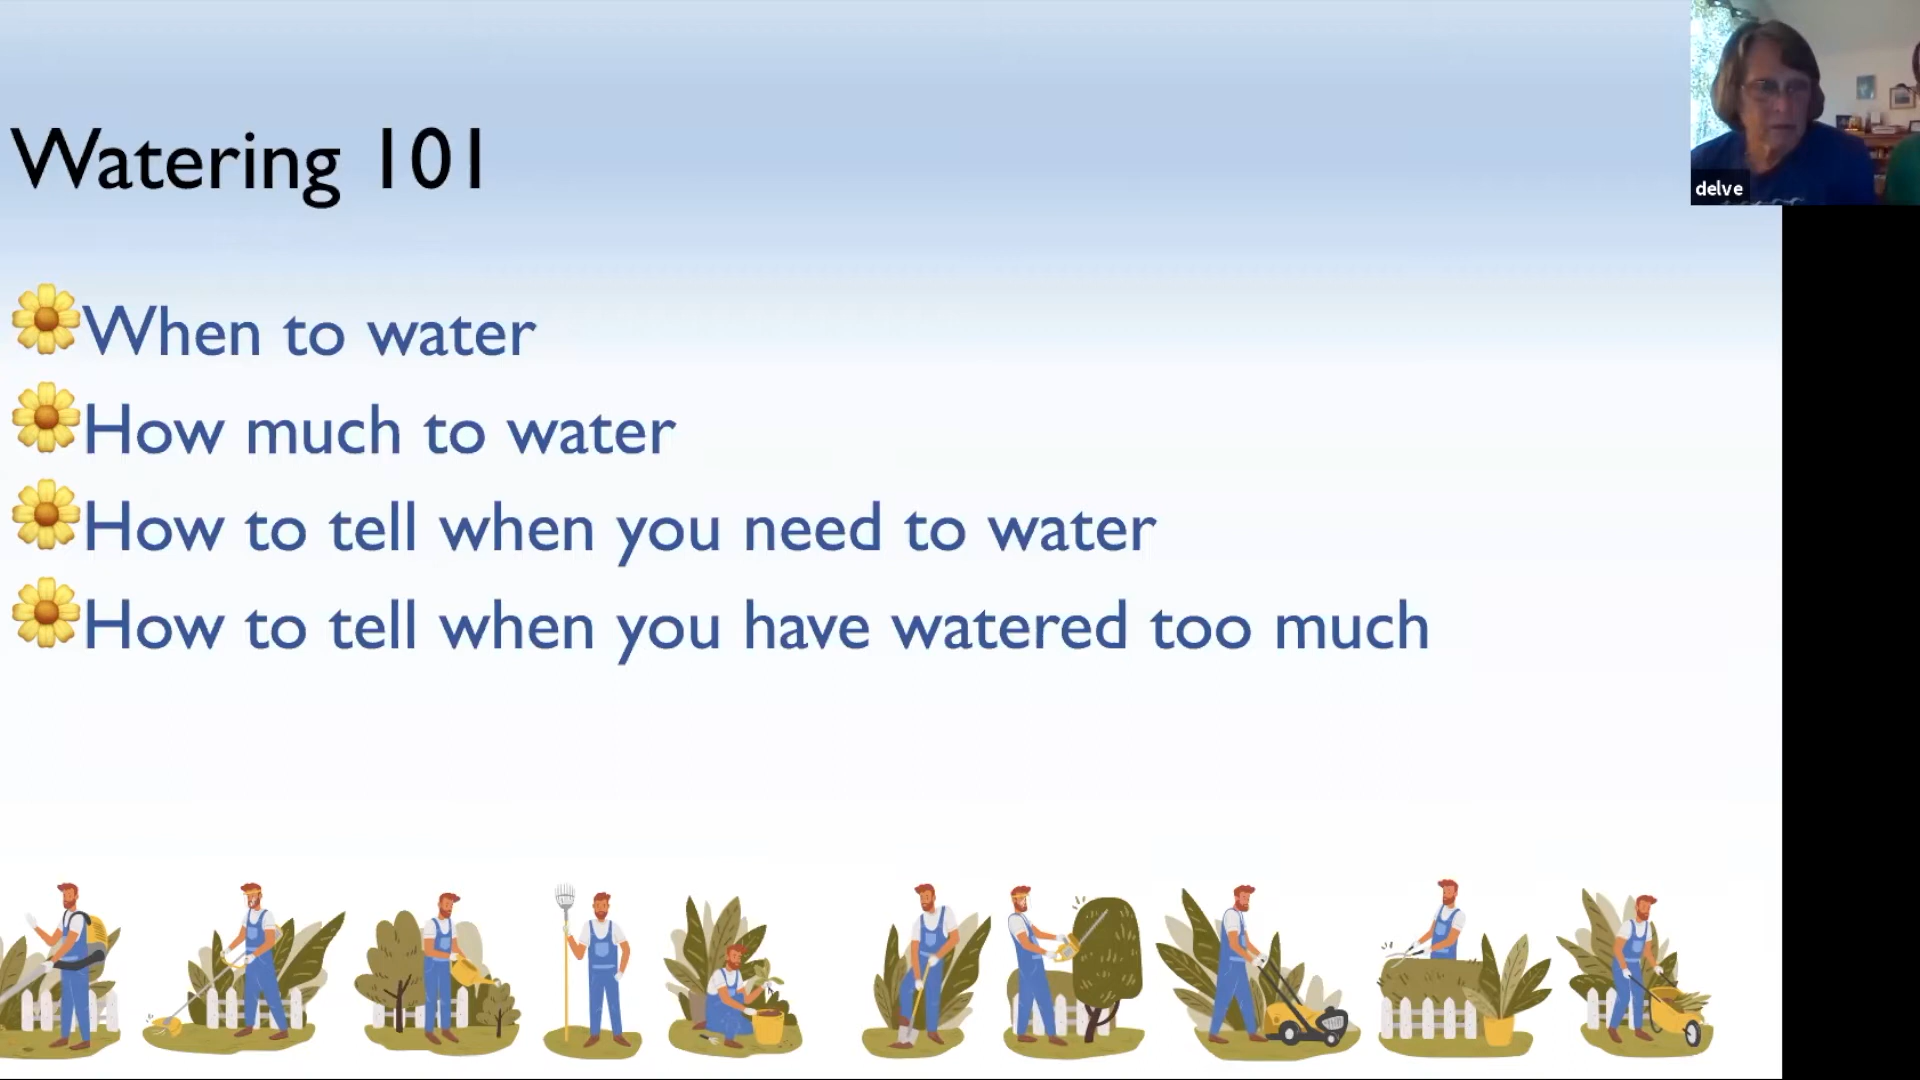 Watering 101
When to water
How much to water
How to tell when you need to water
How to tell when you have watered too much
delve